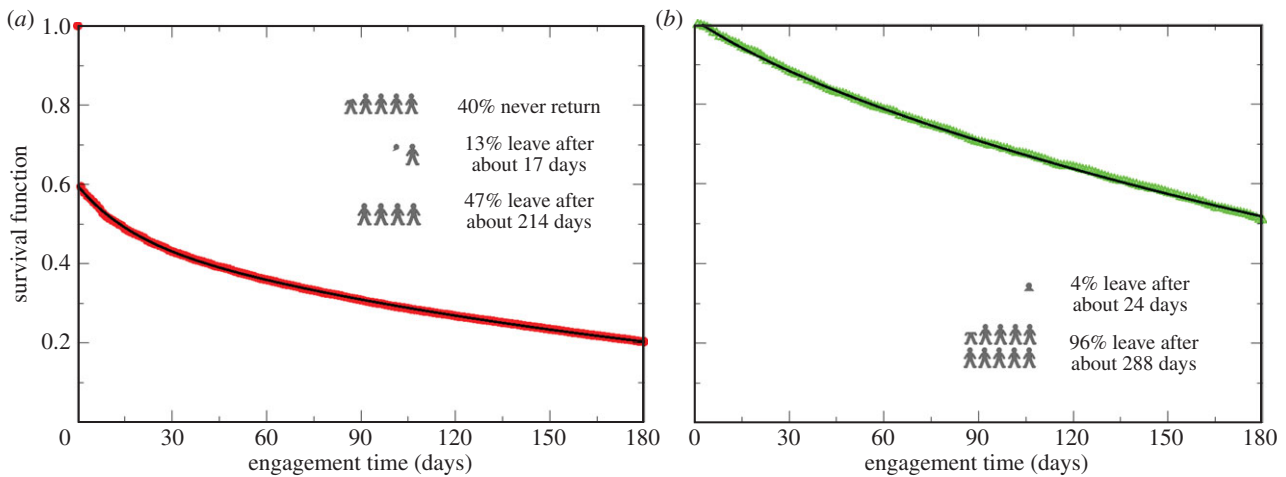 (a)
1.0
0.8
0.6
0.4
0.2
0
survival function
40% never return
13% leave after
about 17 days
47% leave after
about 214 days
30 60 90 120 150 180
engagement time (days)
(b)
4% leave after
about 24 days
96% leave after
about 288 days
0 30 60 90 120 150 180
engagement time (days)